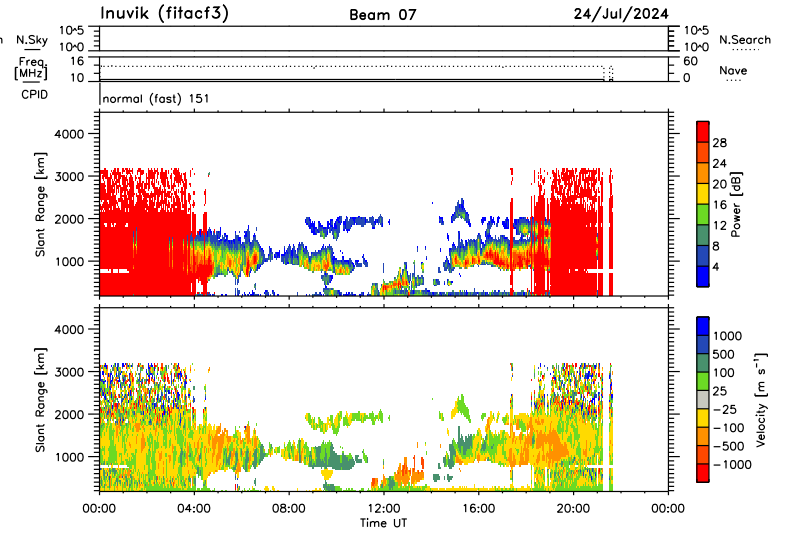 Inuvik (fitacf3) Beam 07 24/Jul/2024
n N.Sky 10^5 10^5 N.Search
10^0 10^0
Freq. 16 60 Nave
[MHz] 10 0
CPID
normal (fast) 151
4000
3000
2000
1000
Slant Range [km]
28
24
20
16
12
8
4
Power [dB]
4000
3000
2000
1000
Slant Range [km]
1000
500
100
25
-25
-100
-500
-1000
Velocity [m s^-1]
00:00 04:00 08:00 12:00 16:00 20:00 00:00
Time UT